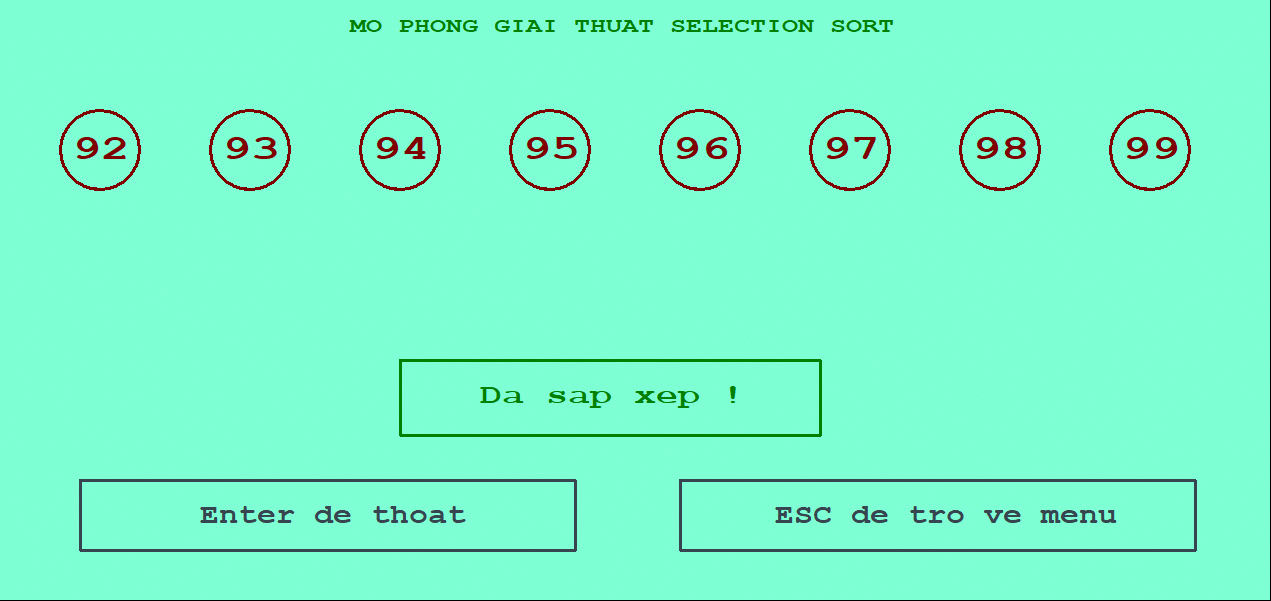 MO PHONG GIAI THUAT SELECTION SORT
92 93 94 95 96 97 98 99
Da sap xep !
Enter de thoat
ESC de tro ve menu